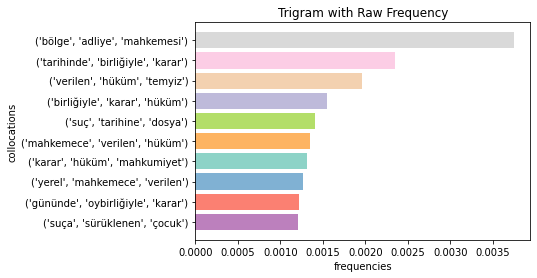 Trigram with Raw Frequency
collocations
('bölge', 'adliye', 'mahkemesi')
('tarihinde', 'birliğiyle', 'karar')
('verilen', 'hüküm', 'temyiz')
('birliğiyle', 'karar', 'hüküm')
('suç', 'tarihine', 'dosya')
('mahkemece', 'verilen', 'hüküm')
('karar', 'hüküm', 'mahkumiyet')
('yerel', 'mahkemece', 'verilen')
('gününde', 'oybirliğiyle', 'karar')
('suça', 'sürüklenen', 'çocuk')
0.0000 0.0005 0.0010 0.0015 0.0020 0.0025 0.0030 0.0035
frequencies